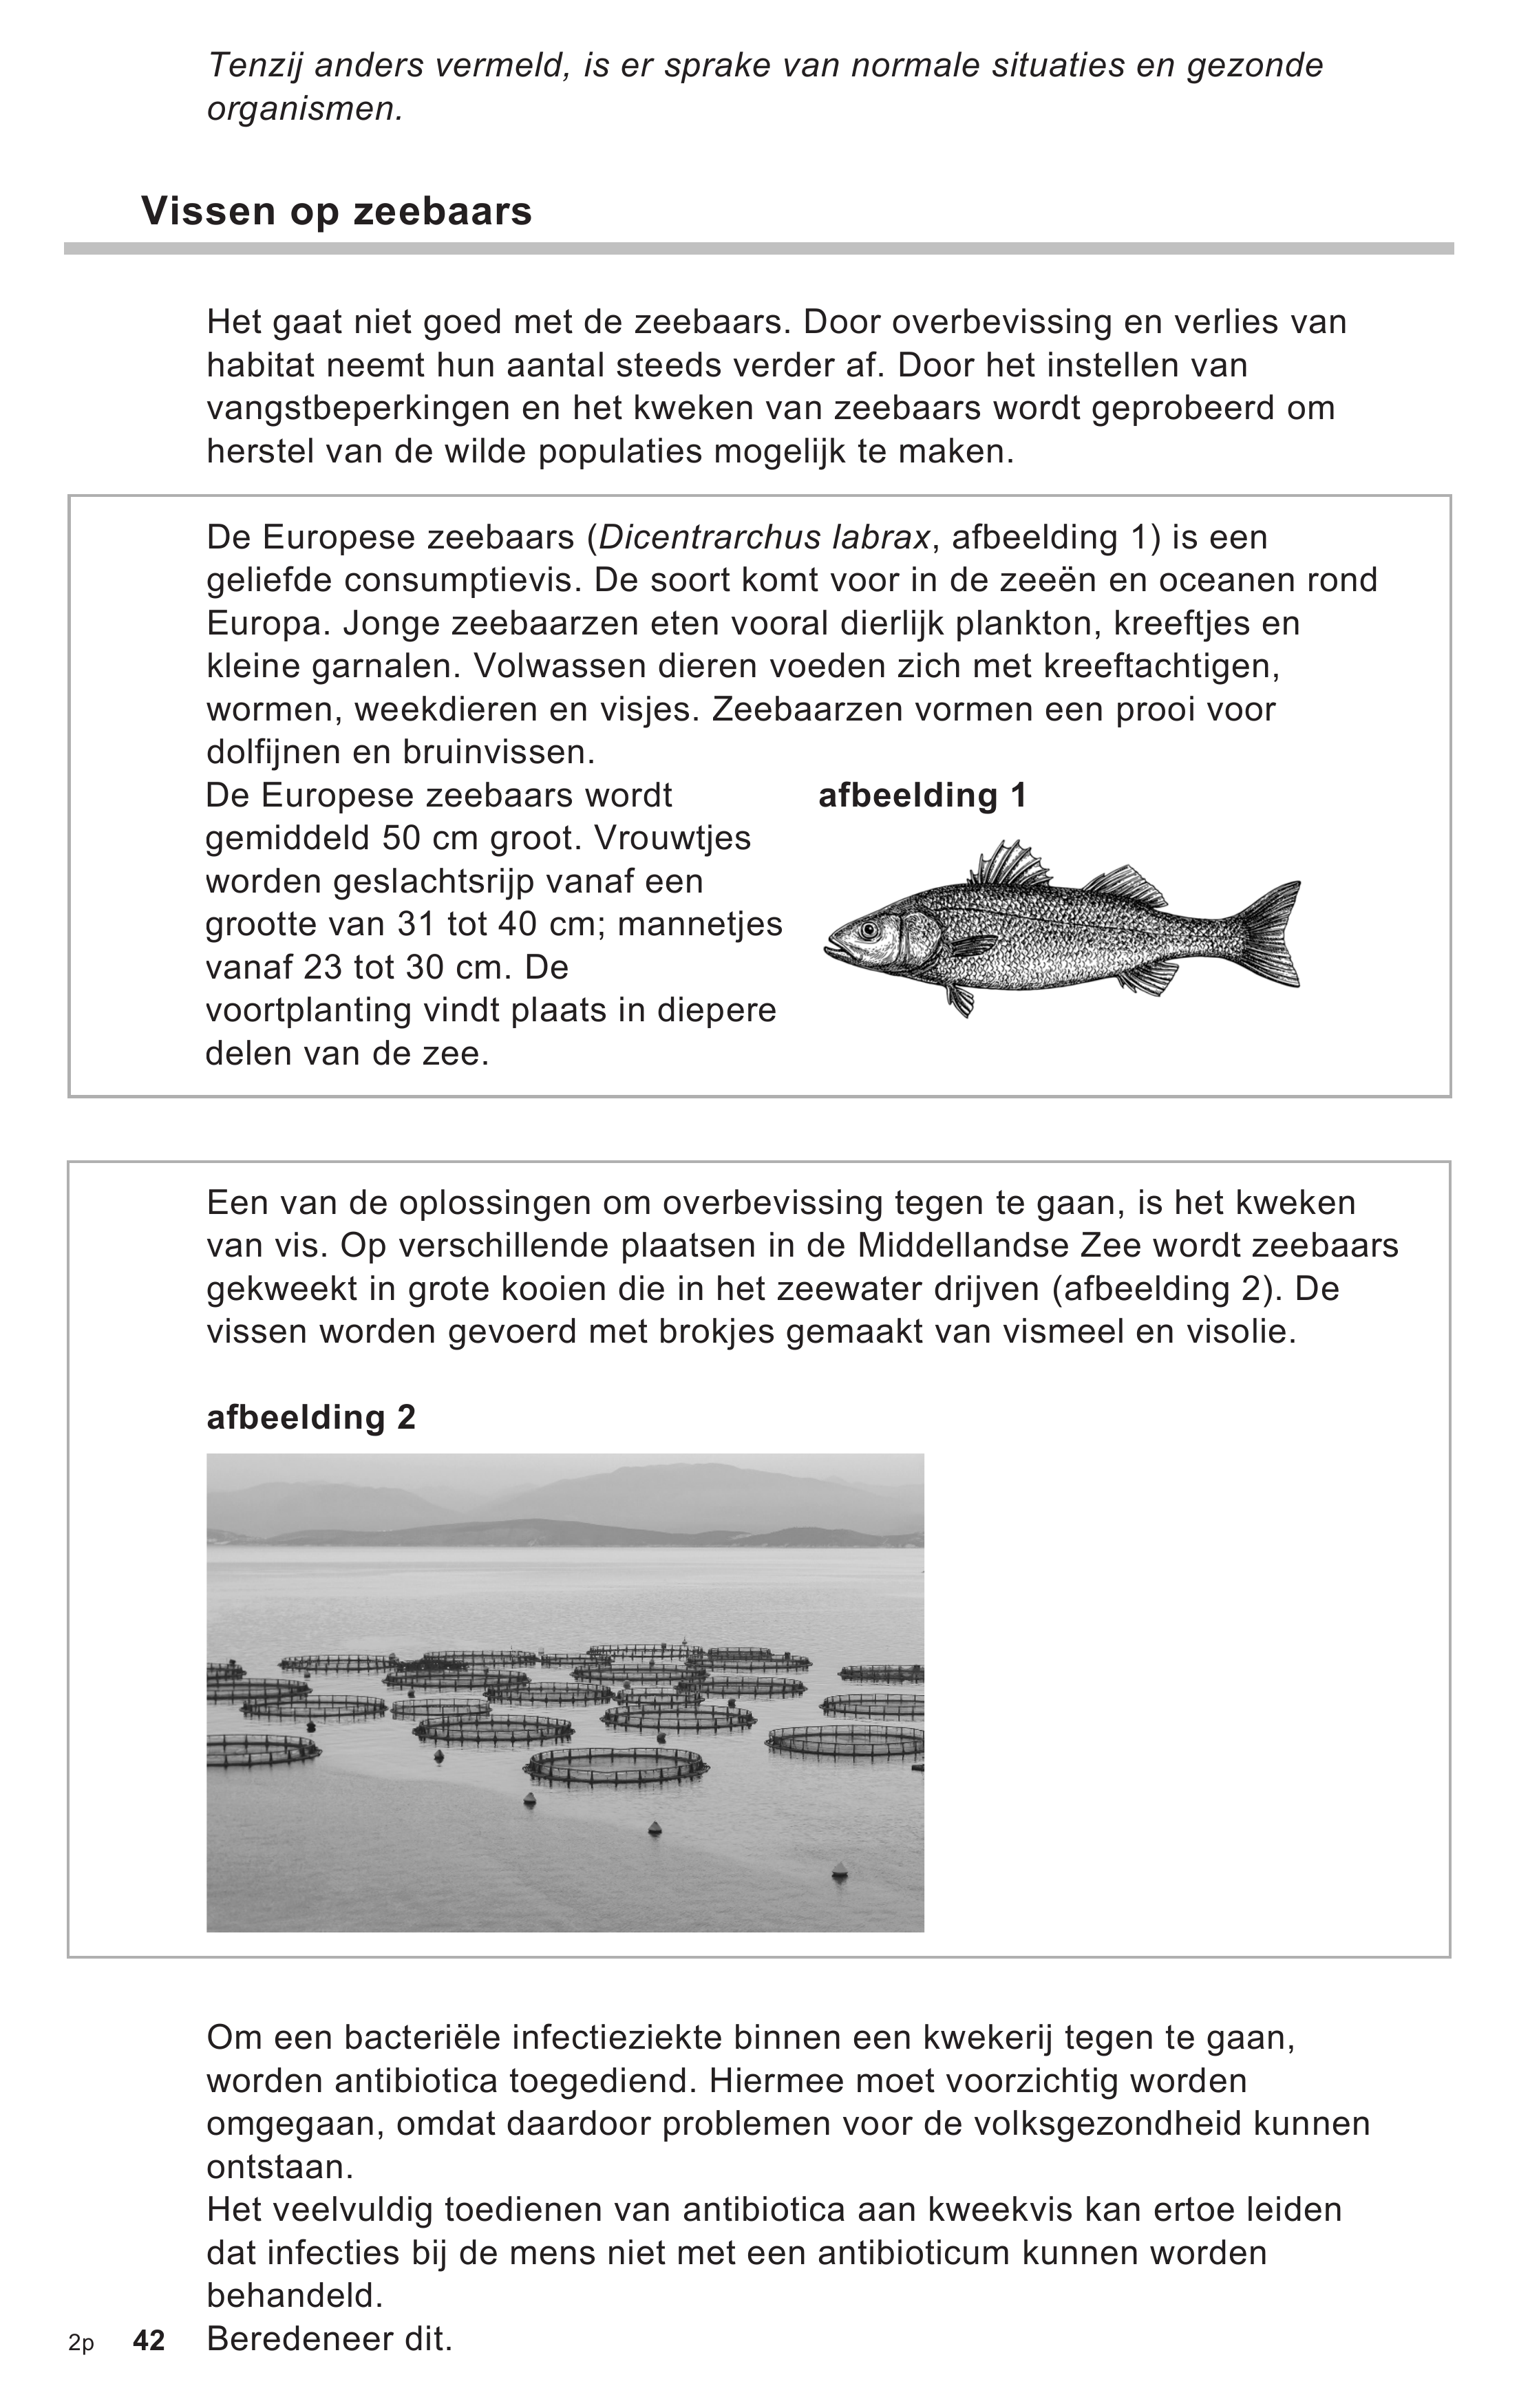 Tenzij anders vermeld, is er sprake van normale situaties en gezonde
organismen.
Vissen op zeebaars
Het gaat niet goed met de zeebaars. Door overbevissing en verlies van
habitat neemt hun aantal steeds verder af. Door het instellen van
vangstbeperkingen en het kweken van zeebaars wordt geprobeerd om
herstel van de wilde populaties mogelijk te maken.
De Europese zeebaars (Dicentrarchus labrax, afbeelding 1) is een
geliefde consumptievis. De soort komt voor in de zeeën en oceanen rond
Europa. Jonge zeebaarzen eten vooral dierlijk plankton, kreeftjes en
kleine garnalen. Volwassen dieren voeden zich met kreeftachtigen,
wormen, weekdieren en visjes. Zeebaarzen vormen een prooi voor
dolfijnen en bruinvissen.
De Europese zeebaars wordt
gemiddeld 50 cm groot. Vrouwtjes
worden geslachtsrijp vanaf een
grootte van 31 tot 40 cm; mannetjes
vanaf 23 tot 30 cm. De
voortplanting vindt plaats in diepere
delen van de zee.
afbeelding 1
Een van de oplossingen om overbevissing tegen te gaan, is het kweken
van vis. Op verschillende plaatsen in de Middellandse Zee wordt zeebaars
gekweekt in grote kooien die in het zeewater drijven (afbeelding 2). De
vissen worden gevoerd met brokjes gemaakt van vismeel en visolie.
afbeelding 2
Om een bacteriële infectieziekte binnen een kwekerij tegen te gaan,
worden antibiotica toegediend. Hiermee moet voorzichtig worden
omgegaan, omdat daardoor problemen voor de volksgezondheid kunnen
ontstaan.
Het veelvuldig toedienen van antibiotica aan kweekvis kan ertoe leiden
dat infecties bij de mens niet met een antibioticum kunnen worden
behandeld.
2p 42 Beredeneer dit.